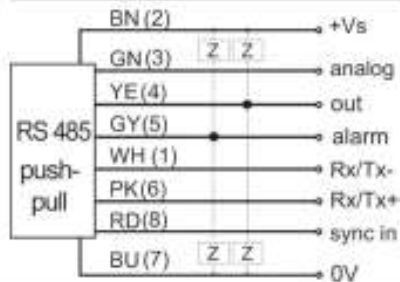 BN (2)
+Vs
Z Z
GN(3)
analog
YE(4)
out
GY(5)
alarm
RS 485
push-
pull
WH (1)
Rx/Tx-
PK(6)
Rx/Tx+
RD(8)
sync in
Z Z
BU(7)
0V